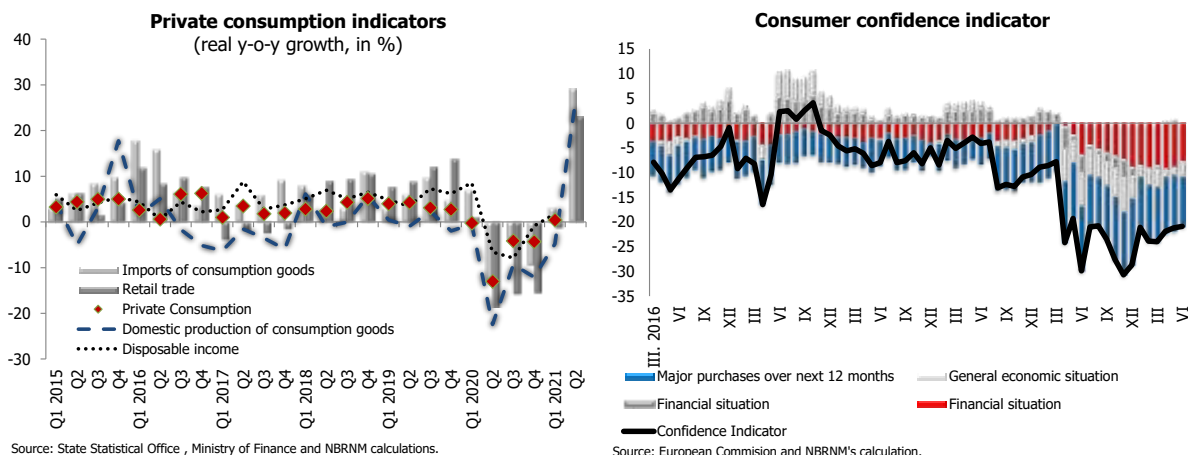 Private consumption indicators
(real y-o-y growth, in %)
40
30
20
10
0
-10
-20
-30
Imports of consumption goods
Retail trade
Private Consumption
Domestic production of consumption goods
Disposable income
Q1 2015
Q2
Q3
Q4
Q1 2016
Q2
Q3
Q4
Q1 2017
Q2
Q3
Q4
Q1 2018
Q2
Q3
Q4
Q1 2019
Q2
Q3
Q4
Q1 2020
Q2
Q3
Q4
Q1 2021
Q2
Source: State Statistical Office , Ministry of Finance and NBRNM calculations.
Consumer confidence indicator
15
10
5
0
-5
-10
-15
-20
-25
-30
-35
III. 2016
VI
IX
XII
III
VI
IX
XII
III
VI
IX
XII
III
VI
IX
XII
III
VI
IX
XII
III
VI
Major purchases over next 12 months
General economic situation
Financial situation
Financial situation
Confidence Indicator
Source: European Commision and NBRNM's calculation.